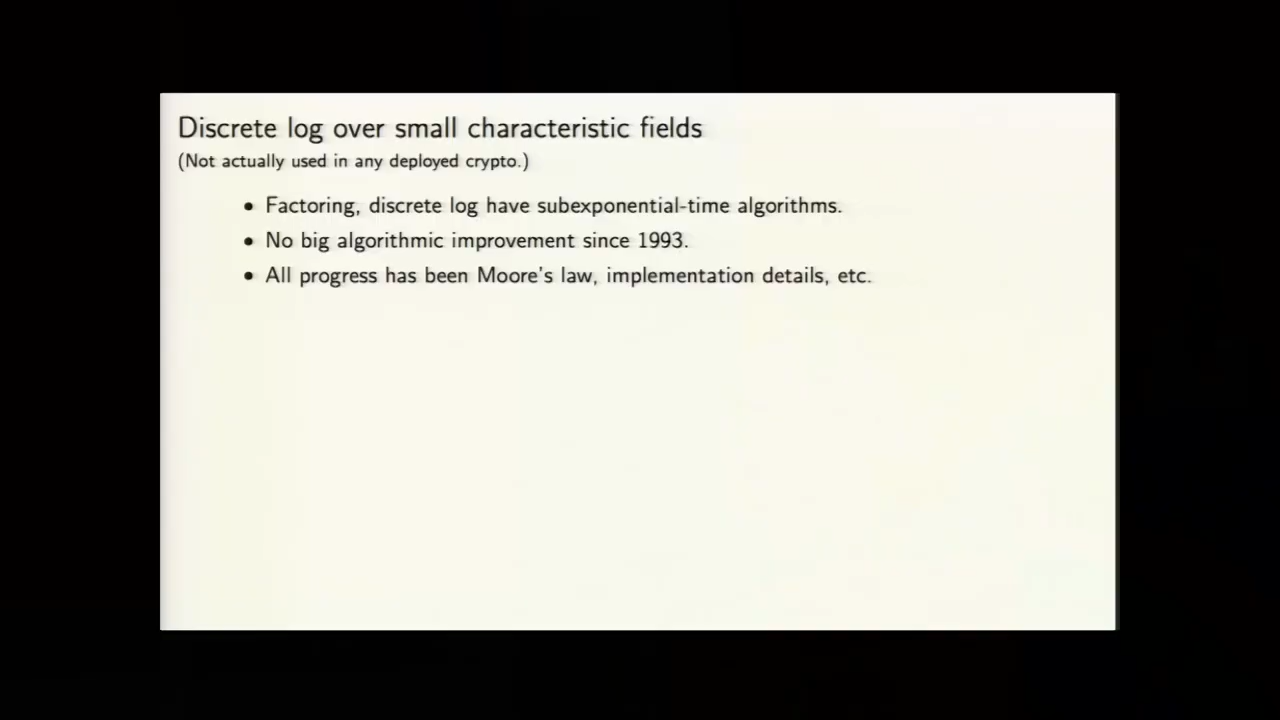 Discrete log over small characteristic fields
(Not actually used in any deployed crypto.)
• Factoring, discrete log have subexponential-time algorithms.
• No big algorithmic improvement since 1993.
• All progress has been Moore's law, implementation details, etc.